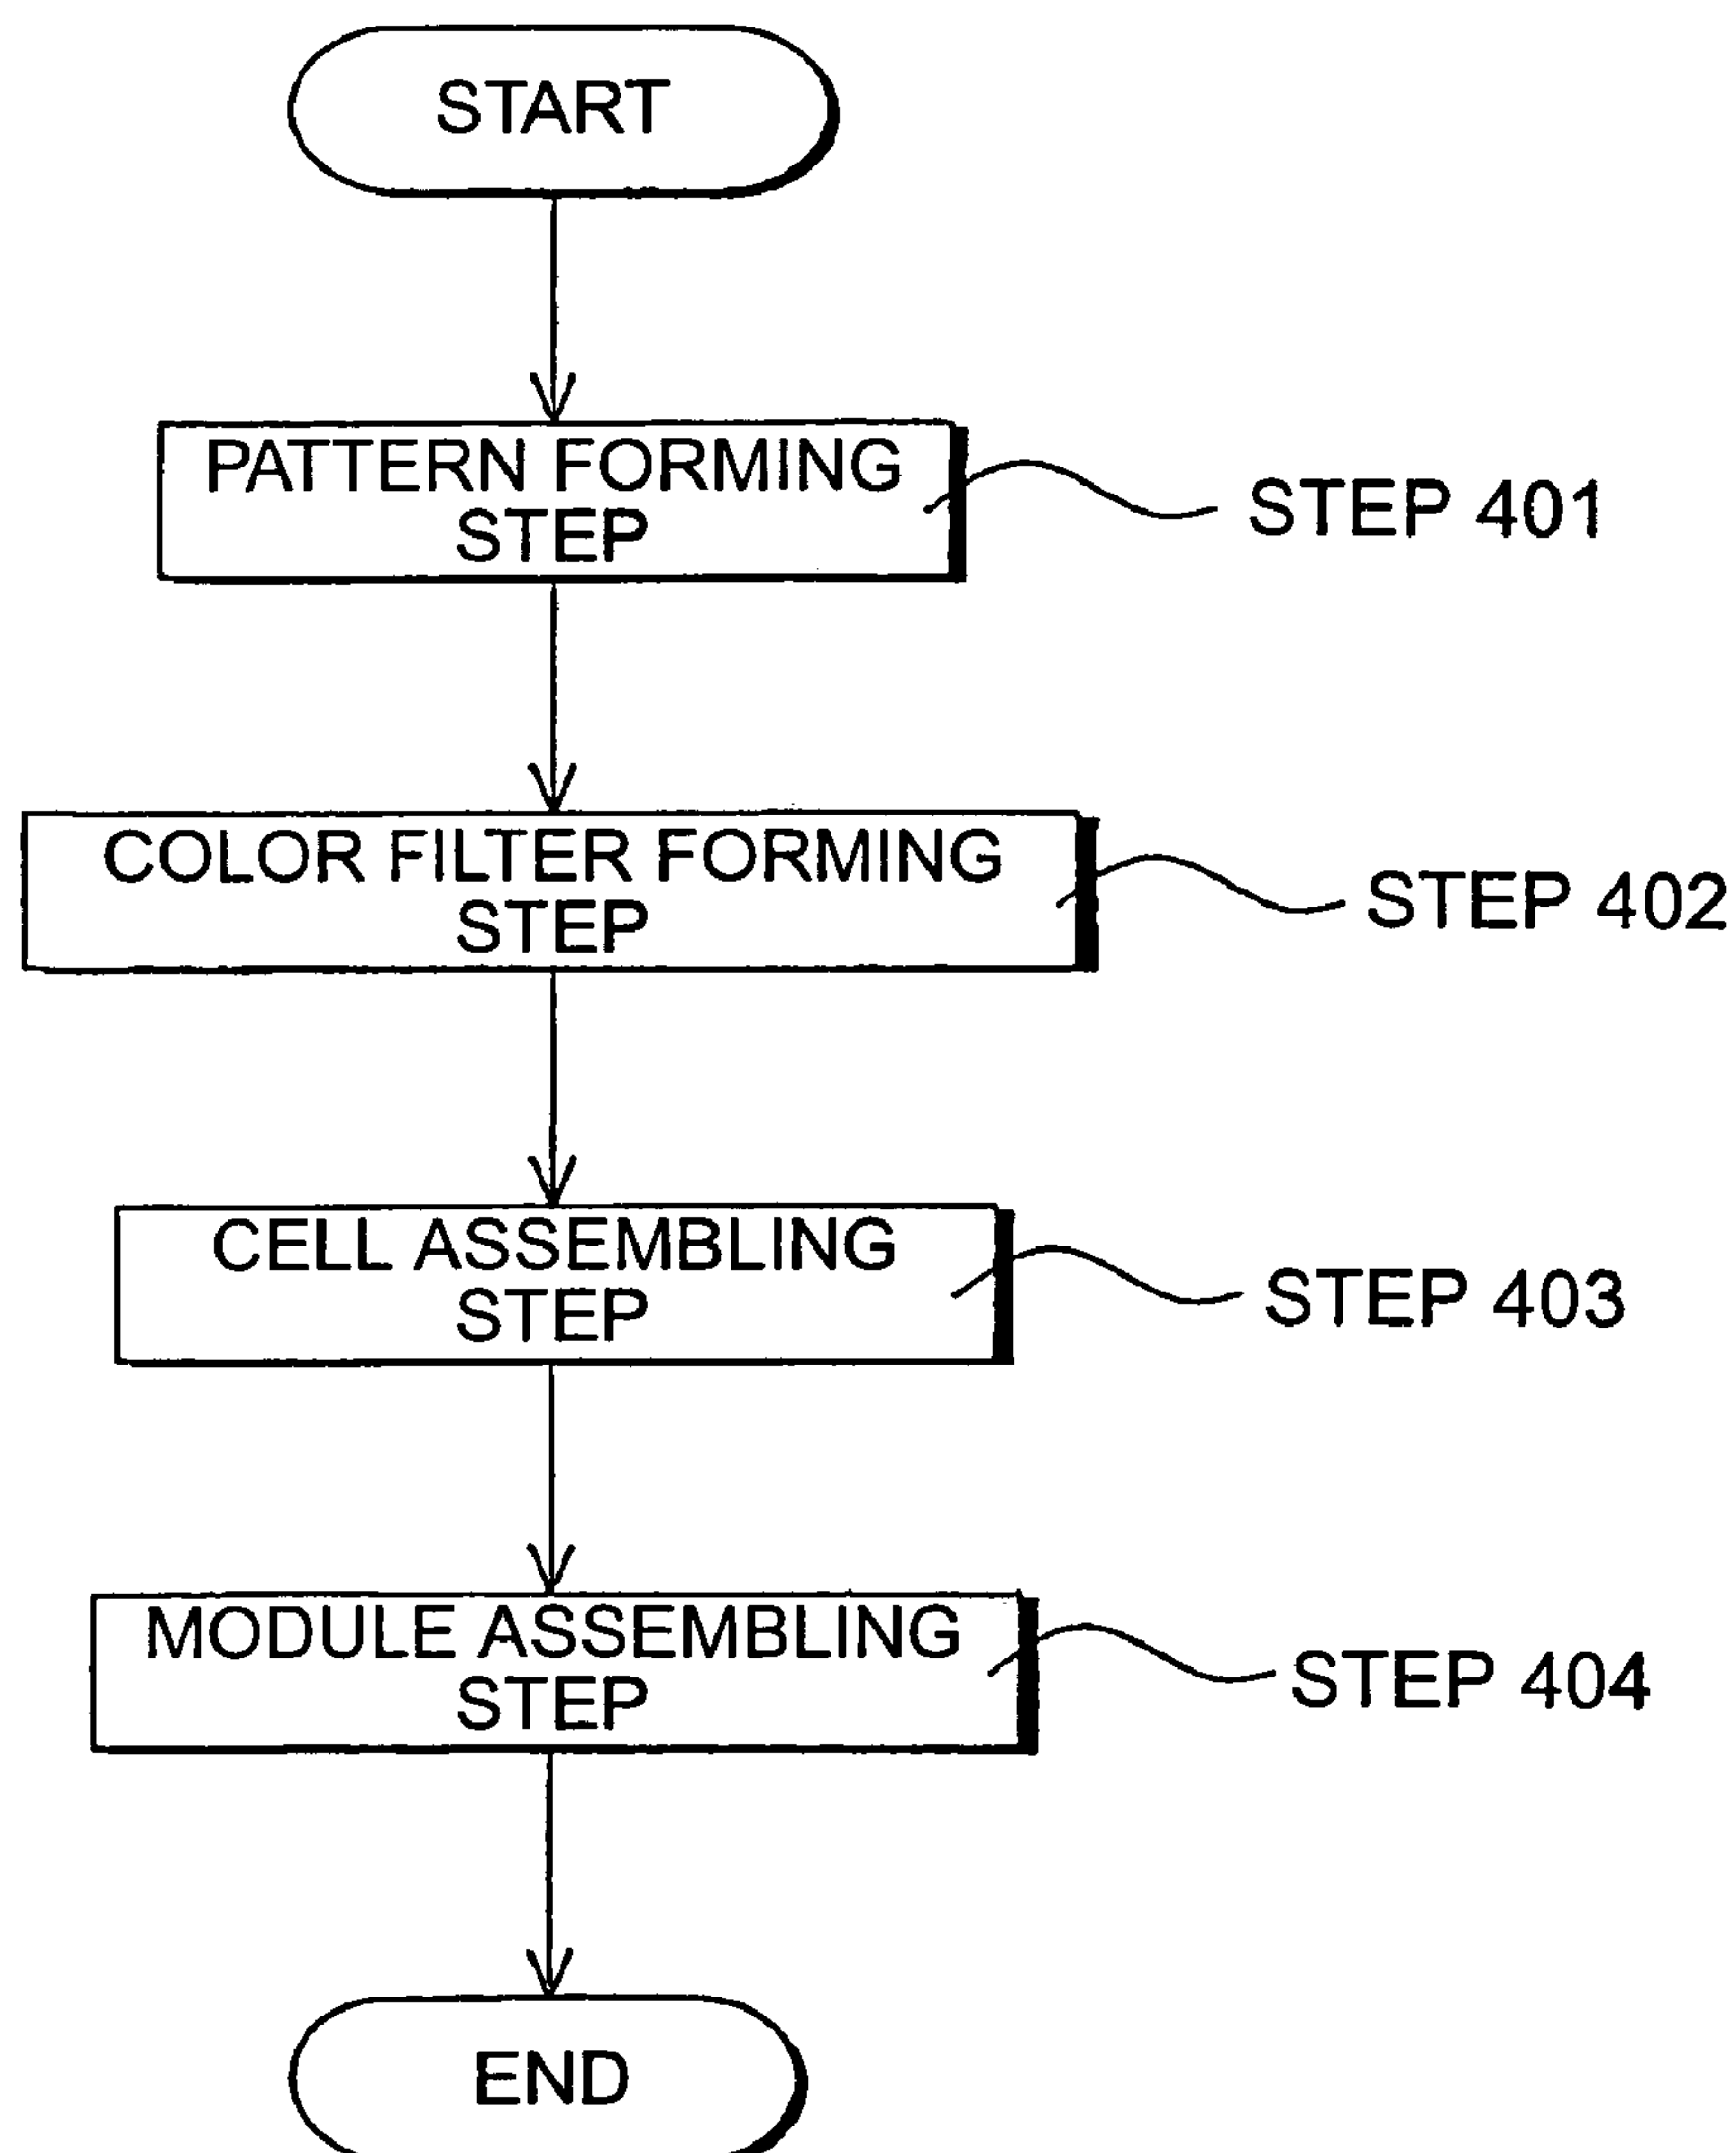 START
PATTERN FORMING
STEP
STEP 401
COLOR FILTER FORMING
STEP
STEP 402
CELL ASSEMBLING
STEP
STEP 403
MODULE ASSEMBLING
STEP
STEP 404
END